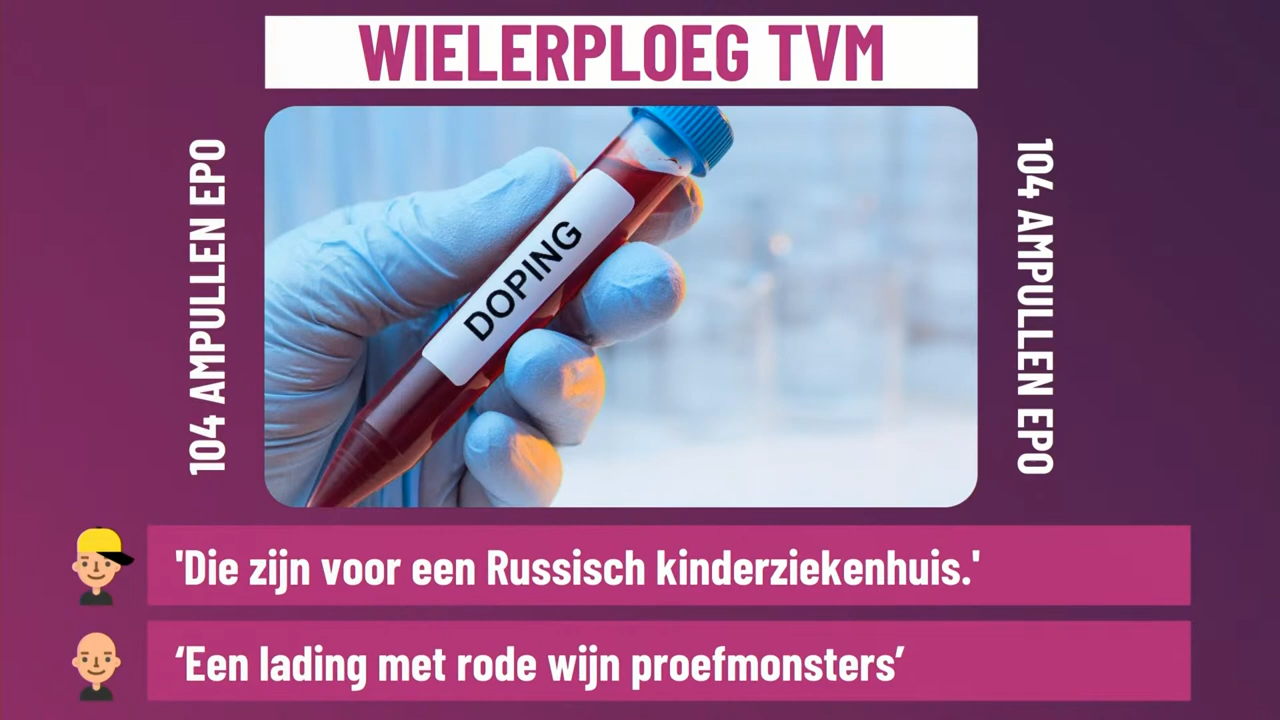 WIELERPLOEG TVM
104 AMPULLEN EPO
DOPING
104 AMPULLEN EPO
'Die zijn voor een Russisch kinderziekenhuis.'
‘Een lading met rode wijn proefmonsters’